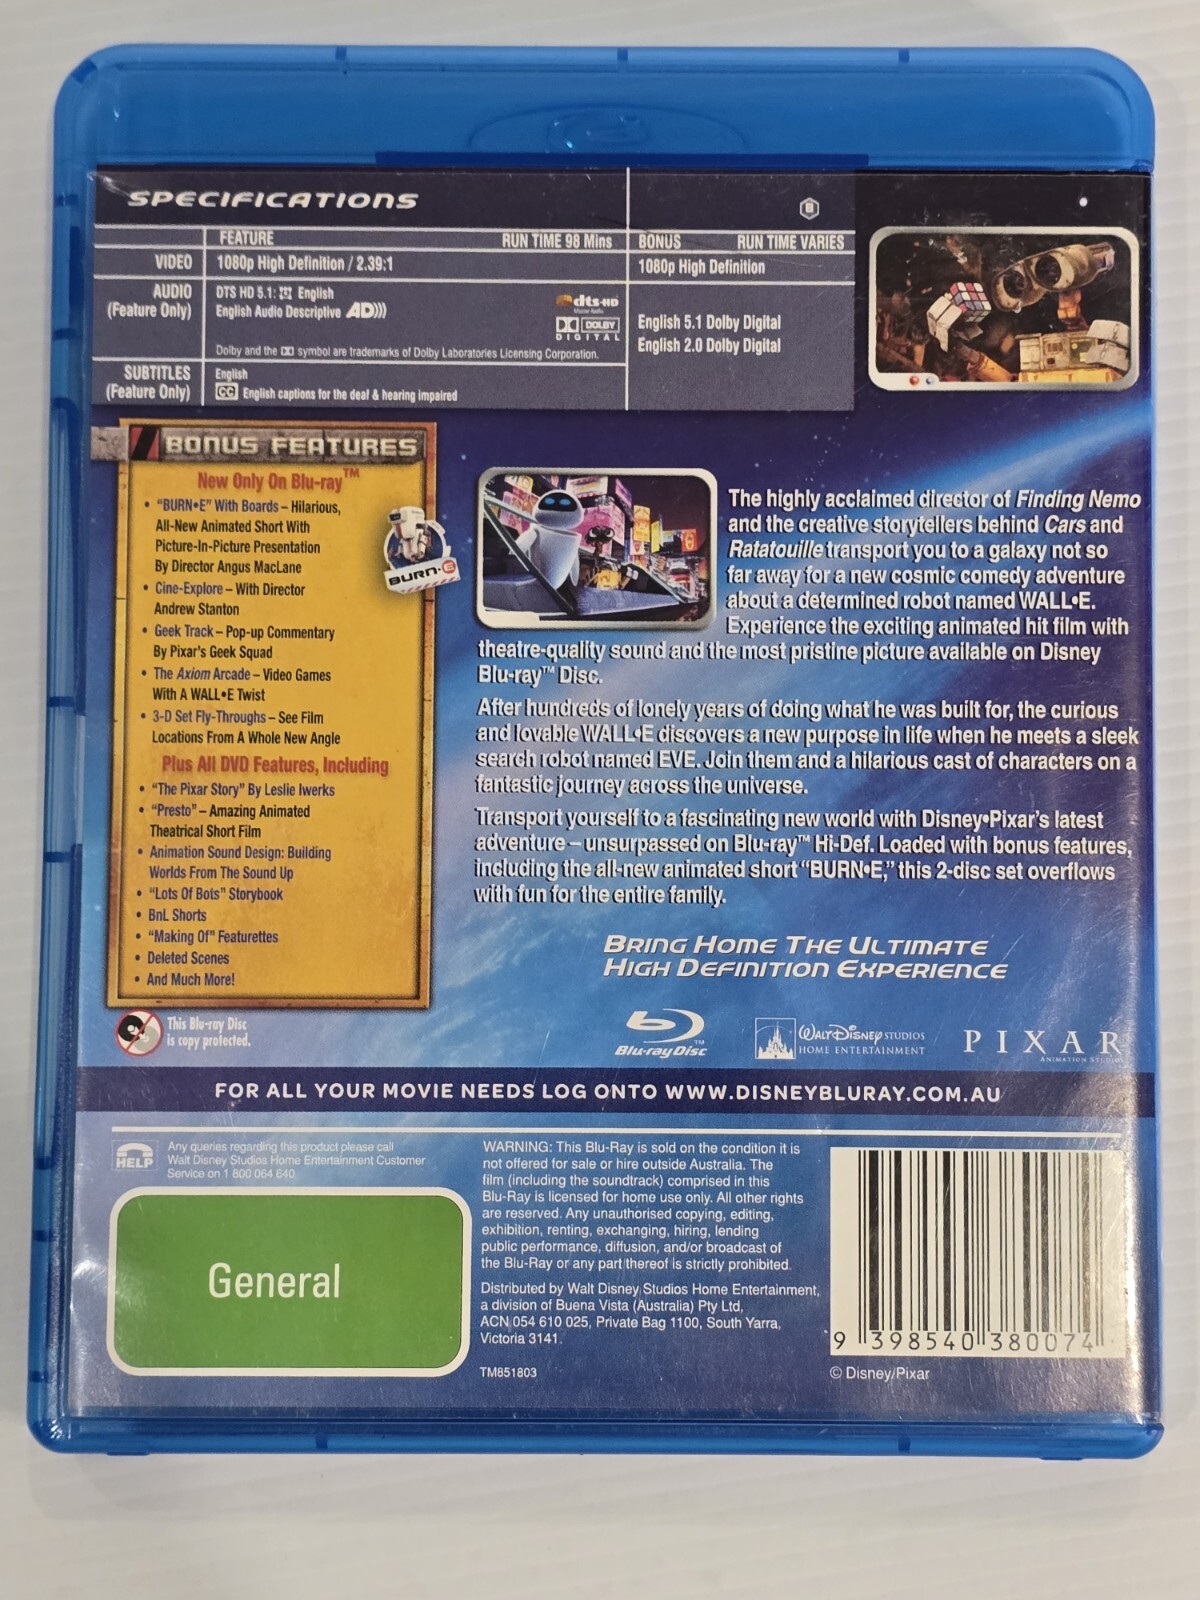 SPECIFICATIONS
B
FEATURE RUN TIME 98 Mins BONUS RUN TIME VARIES
VIDEO 1080p High Definition / 2.39:1 1080p High Definition
AUDIO
(Feature Only)
DTS HD 5.1: English
English Audio Descriptive AD)))
dts-HD
Master Audio
DOLBY
DIGITAL
Dolby and the symbol are trademarks of Dolby Laboratories Licensing Corporation.
English 5.1 Dolby Digital
English 2.0 Dolby Digital
SUBTITLES
(Feature Only)
English
CC English captions for the deaf & hearing impaired
BONUS FEATURES
New Only On Blu-ray™
• "BURN•E" With Boards – Hilarious,
All-New Animated Short With
Picture-In-Picture Presentation
By Director Angus MacLane
• Cine-Explore – With Director
Andrew Stanton
• Geek Track – Pop-up Commentary
By Pixar's Geek Squad
• The Axiom Arcade – Video Games
With A WALL•E Twist
• 3-D Set Fly-Throughs – See Film
Locations From A Whole New Angle
Plus All DVD Features, Including
• "The Pixar Story" By Leslie Iwerks
• "Presto" – Amazing Animated
Theatrical Short Film
• Animation Sound Design: Building
Worlds From The Sound Up
• "Lots Of Bots" Storybook
• BnL Shorts
• "Making Of" Featurettes
• Deleted Scenes
• And Much More!
BURN•E
The highly acclaimed director of Finding Nemo
and the creative storytellers behind Cars and
Ratatouille transport you to a galaxy not so
far away for a new cosmic comedy adventure
about a determined robot named WALL•E.
Experience the exciting animated hit film with
theatre-quality sound and the most pristine picture available on Disney
Blu-ray™ Disc.
After hundreds of lonely years of doing what he was built for, the curious
and lovable WALL•E discovers a new purpose in life when he meets a sleek
search robot named EVE. Join them and a hilarious cast of characters on a
fantastic journey across the universe.
Transport yourself to a fascinating new world with Disney•Pixar's latest
adventure – unsurpassed on Blu-ray™ Hi-Def. Loaded with bonus features,
including the all-new animated short "BURN•E," this 2-disc set overflows
with fun for the entire family.
BRING HOME THE ULTIMATE
HIGH DEFINITION EXPERIENCE
This Blu-ray Disc
is copy protected.
Blu-ray Disc™
WALT DISNEY STUDIOS
HOME ENTERTAINMENT
PIXAR
ANIMATION STUDIOS
FOR ALL YOUR MOVIE NEEDS LOG ONTO WWW.DISNEYBLURAY.COM.AU
HELP
Any queries regarding this product please call
Walt Disney Studios Home Entertainment Customer
Service on 1 800 064 640
General
WARNING: This Blu-Ray is sold on the condition it is
not offered for sale or hire outside Australia. The
film (including the soundtrack) comprised in this
Blu-Ray is licensed for home use only. All other rights
are reserved. Any unauthorised copying, editing,
exhibition, renting, exchanging, hiring, lending
public performance, diffusion, and/or broadcast of
the Blu-Ray or any part thereof is strictly prohibited.
Distributed by Walt Disney Studios Home Entertainment,
a division of Buena Vista (Australia) Pty Ltd,
ACN 054 610 025, Private Bag 1100, South Yarra,
Victoria 3141.
TM851803
9 398540 380074
© Disney/Pixar